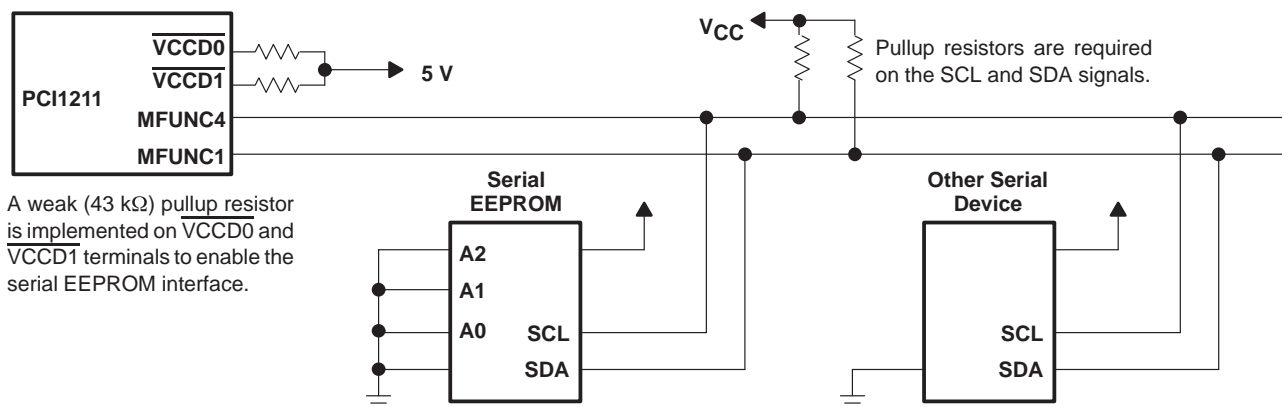 PCI1211
VCCD0
VCCD1
MFUNC4
MFUNC1
5 V
VCC
Pullup resistors are required
on the SCL and SDA signals.
A weak (43 kΩ) pullup resistor
is implemented on VCCD0 and
VCCD1 terminals to enable the
serial EEPROM interface.
Serial
EEPROM
A2
A1
A0
SCL
SDA
Other Serial
Device
SCL
SDA